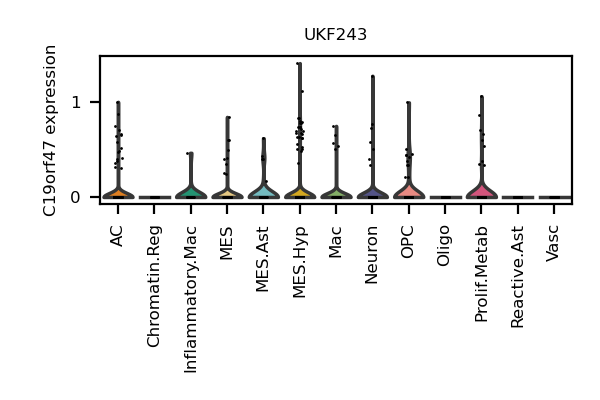 UKF243
C19orf47 expression
1
0
AC
Chromatin.Reg
Inflammatory.Mac
MES
MES.Ast
MES.Hyp
Mac
Neuron
OPC
Oligo
Prolif.Metab
Reactive.Ast
Vasc